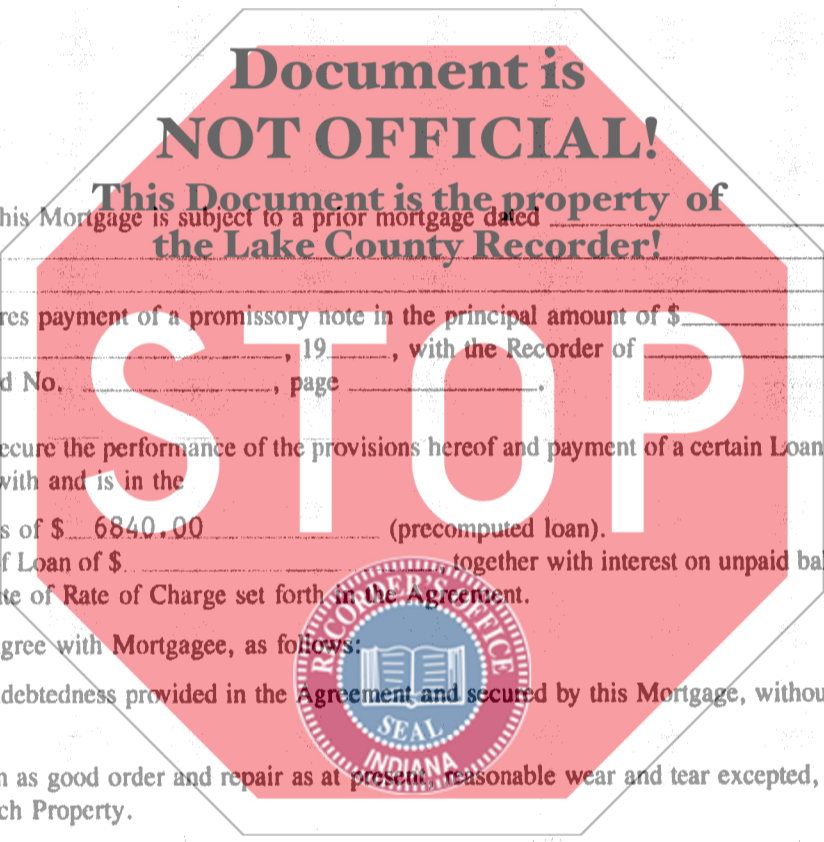 Document is
NOT OFFICIAL!
This Document is the property of
the Lake County Recorder!
his Mortgage is subject to a prior mortgage dated
res payment of a promissory note in the principal amount of $
, 19 , with the Recorder of
d No. , page .
STOP
ecure the performance of the provisions hereof and payment of a certain Loan
with and is in the
s of $ 6840.00 (precomputed loan).
f Loan of $ , together with interest on unpaid bal
te of Rate of Charge set forth in the Agreement.
gree with Mortgagee, as follows:
debtedness provided in the Agreement and secured by this Mortgage, withou
RECORDER'S OFFICE
SEAL
INDIANA
n as good order and repair as at present, reasonable wear and tear excepted,
ch Property.